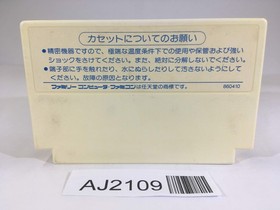 カセットについてのお願い
●精密機器ですので、極端な温度条件下での使用や保管および強い
ショックをさけてください。また、絶対に分解しないでください。
●端子部に手を触れたり、水にぬらしたりして汚さないようにして
ください。故障の原因となります。
ファミリーコンピュータ・ファミコンは任天堂の商標です。
860410
AJ2109